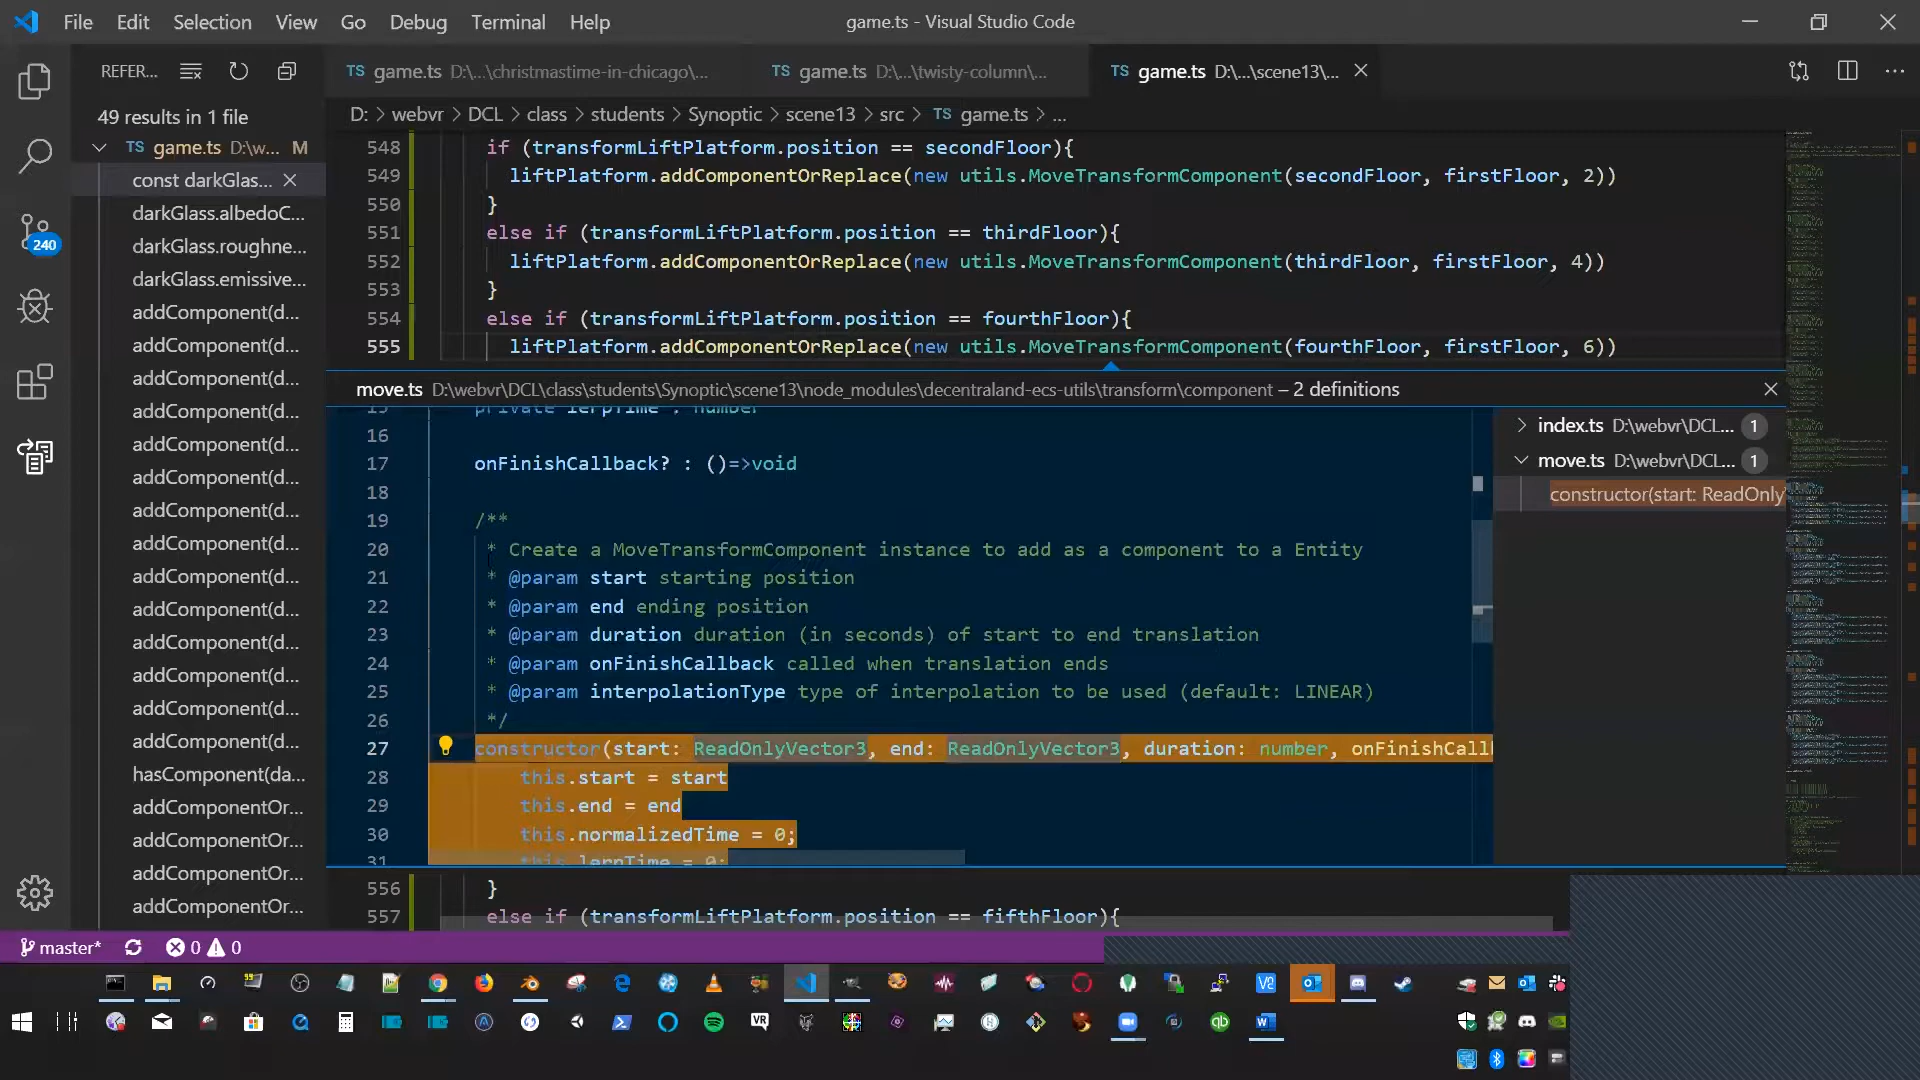 File Edit Selection View Go Debug Terminal Help
game.ts - Visual Studio Code
REFER...
TS game.ts D:\...\christmastime-in-chicago\...
TS game.ts D:\...\twisty-column\...
TS game.ts D:\...\scene13\...
49 results in 1 file
TS game.ts D:\w... M
const darkGlas...
darkGlass.albedoC...
darkGlass.roughne...
darkGlass.emissive...
addComponent(d...
addComponent(d...
addComponent(d...
addComponent(d...
addComponent(d...
addComponent(d...
addComponent(d...
addComponent(d...
addComponent(d...
addComponent(d...
addComponent(d...
addComponent(d...
addComponent(d...
addComponent(d...
hasComponent(da...
addComponentOr...
addComponentOr...
addComponentOr...
addComponentOr...
240
D: > webvr > DCL > class > students > Synoptic > scene13 > src > TS game.ts > ...
548 if (transformLiftPlatform.position == secondFloor){
549 liftPlatform.addComponentOrReplace(new utils.MoveTransformComponent(secondFloor, firstFloor, 2))
550 }
551 else if (transformLiftPlatform.position == thirdFloor){
552 liftPlatform.addComponentOrReplace(new utils.MoveTransformComponent(thirdFloor, firstFloor, 4))
553 }
554 else if (transformLiftPlatform.position == fourthFloor){
555 liftPlatform.addComponentOrReplace(new utils.MoveTransformComponent(fourthFloor, firstFloor, 6))
move.ts D:\webvr\DCL\class\students\Synoptic\scene13\node_modules\decentraland-ecs-utils\transform\component – 2 definitions
15 private lerpTime : number
16
17 onFinishCallback? : ()=>void
18
19 /**
20 * Create a MoveTransformComponent instance to add as a component to a Entity
21 * @param start starting position
22 * @param end ending position
23 * @param duration duration (in seconds) of start to end translation
24 * @param onFinishCallback called when translation ends
25 * @param interpolationType type of interpolation to be used (default: LINEAR)
26 */
27 constructor(start: ReadOnlyVector3, end: ReadOnlyVector3, duration: number, onFinishCall
28 this.start = start
29 this.end = end
30 this.normalizedTime = 0;
31 this.lerpTime = 0;
index.ts D:\webvr\DCL... 1
move.ts D:\webvr\DCL... 1
constructor(start: ReadOnly
556 }
557 else if (transformLiftPlatform.position == fifthFloor){
master* 0 0